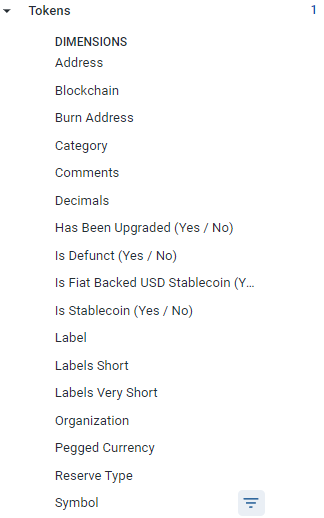 Tokens 1
DIMENSIONS
Address
Blockchain
Burn Address
Category
Comments
Decimals
Has Been Upgraded (Yes / No)
Is Defunct (Yes / No)
Is Fiat Backed USD Stablecoin (Y...
Is Stablecoin (Yes / No)
Label
Labels Short
Labels Very Short
Organization
Pegged Currency
Reserve Type
Symbol